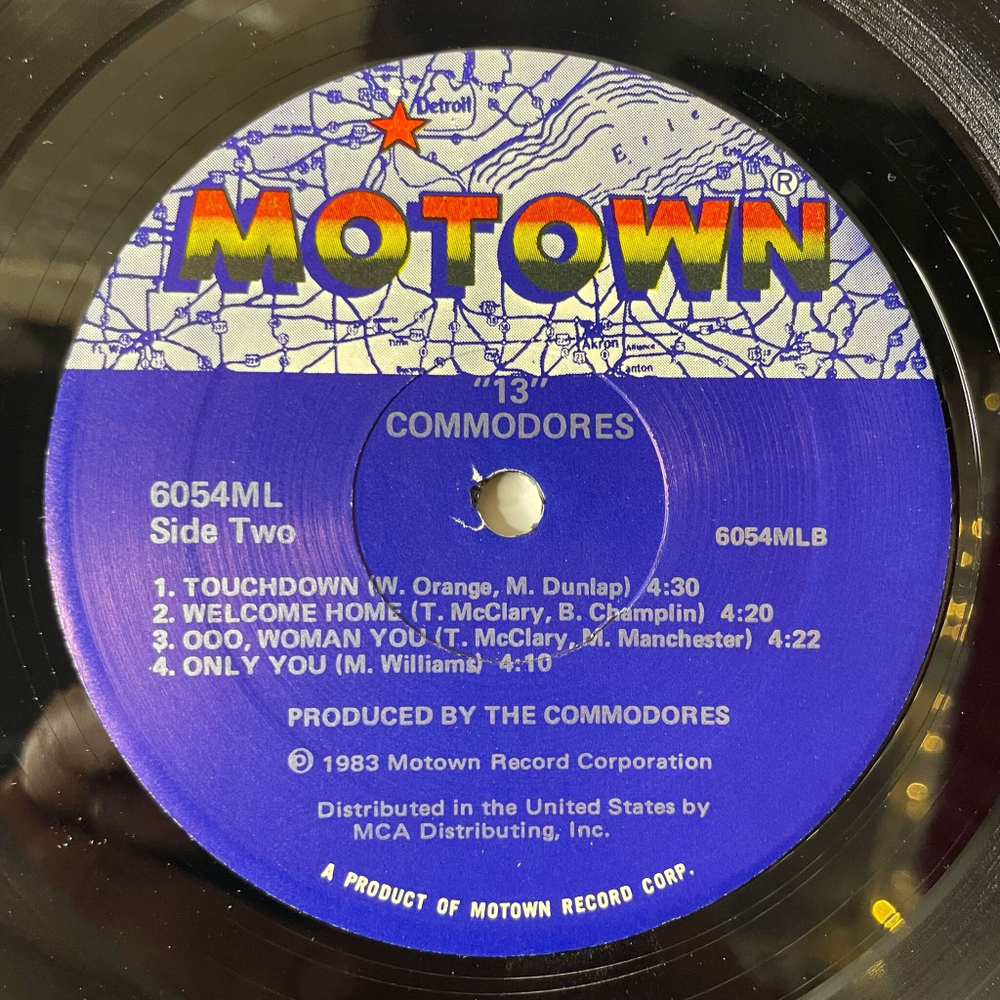 Detroit
Erie
MOTOWN®
Akron
Alliance
anton
"13"
COMMODORES
6054ML
Side Two
6054MLB
1. TOUCHDOWN (W. Orange, M. Dunlap) 4:30
2. WELCOME HOME (T. McClary, B. Champlin) 4:20
3. OOO, WOMAN YOU (T. McClary, M. Manchester) 4:22
4. ONLY YOU (M. Williams) 4:10
PRODUCED BY THE COMMODORES
℗ 1983 Motown Record Corporation
Distributed in the United States by
MCA Distributing, Inc.
A PRODUCT OF MOTOWN RECORD CORP.